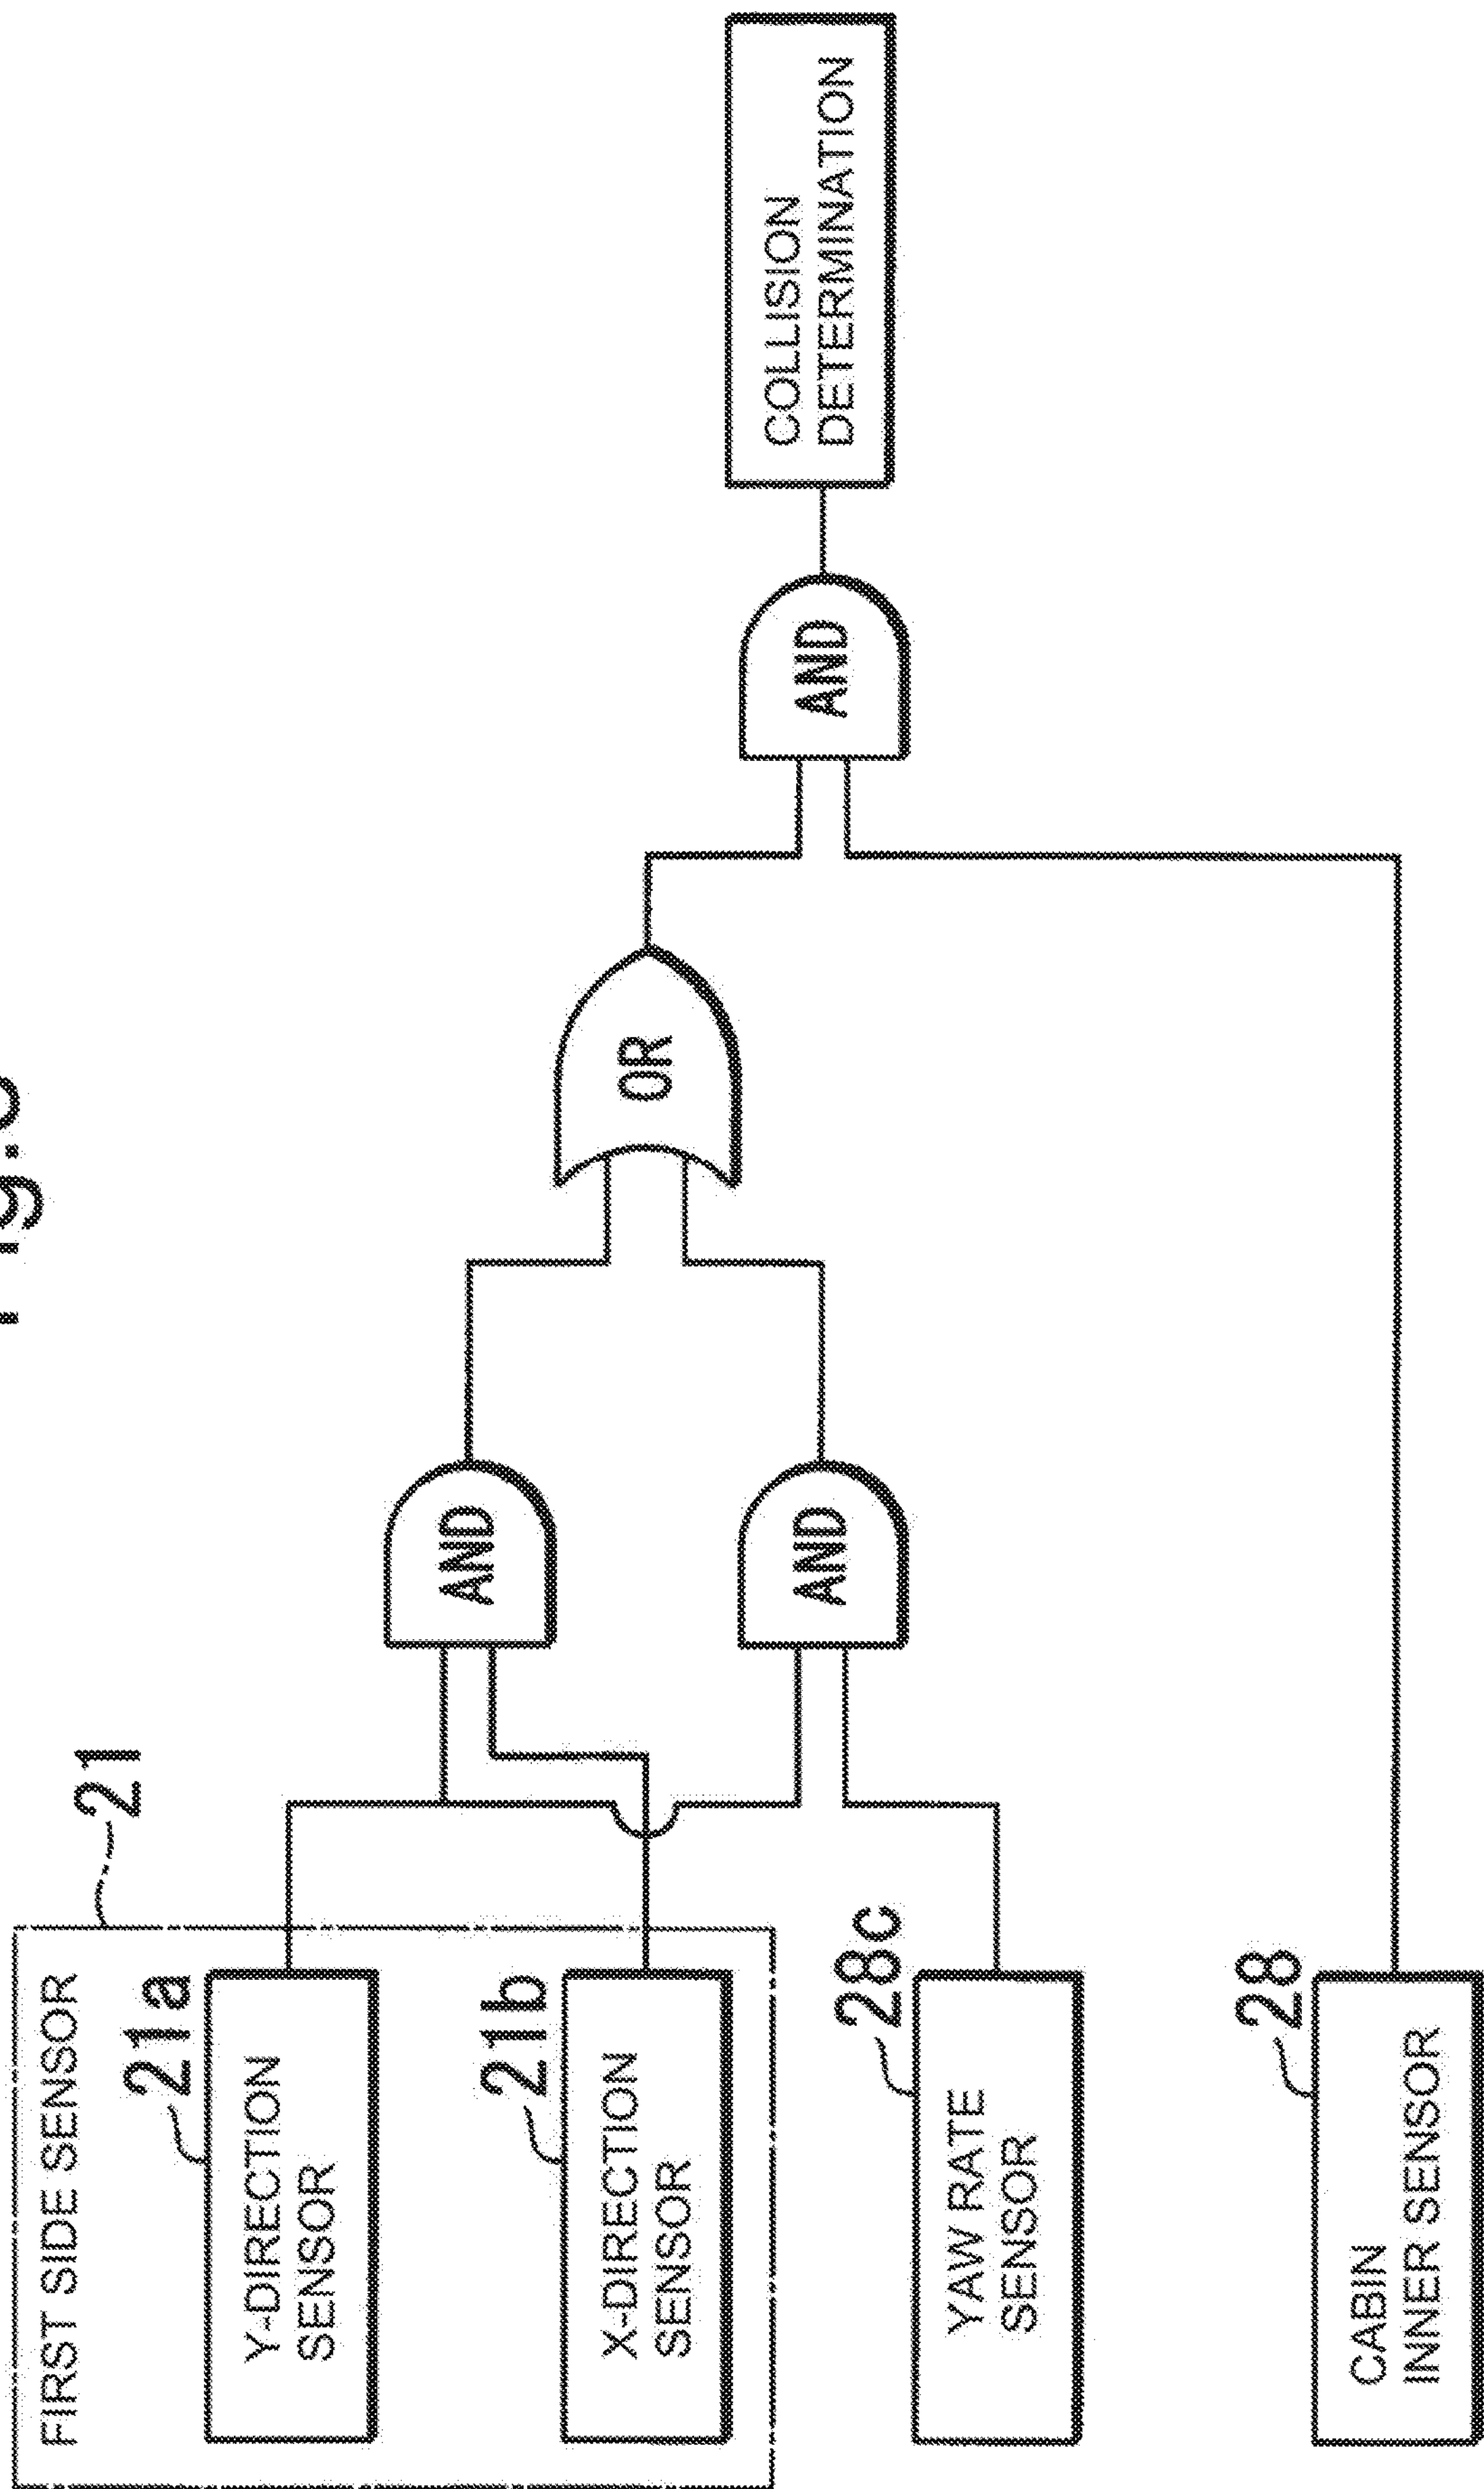 FIRST SIDE SENSOR
21
21a
Y-DIRECTION
SENSOR
21b
X-DIRECTION
SENSOR
28c
YAW RATE
SENSOR
28
CABIN
INNER SENSOR
AND
AND
OR
AND
COLLISION
DETERMINATION